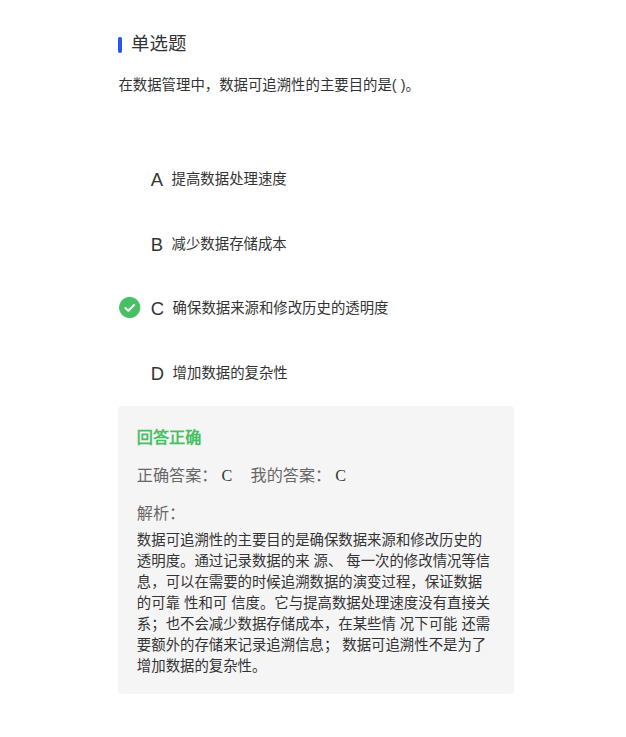 单选题
在数据管理中，数据可追溯性的主要目的是( )。
A 提高数据处理速度
B 减少数据存储成本
C 确保数据来源和修改历史的透明度
D 增加数据的复杂性
回答正确
正确答案： C 我的答案： C
解析：
数据可追溯性的主要目的是确保数据来源和修改历史的
透明度。通过记录数据的来 源、 每一次的修改情况等信
息，可以在需要的时候追溯数据的演变过程，保证数据
的可靠 性和可 信度。它与提高数据处理速度没有直接关
系；也不会减少数据存储成本，在某些情 况下可能 还需
要额外的存储来记录追溯信息； 数据可追溯性不是为了
增加数据的复杂性。